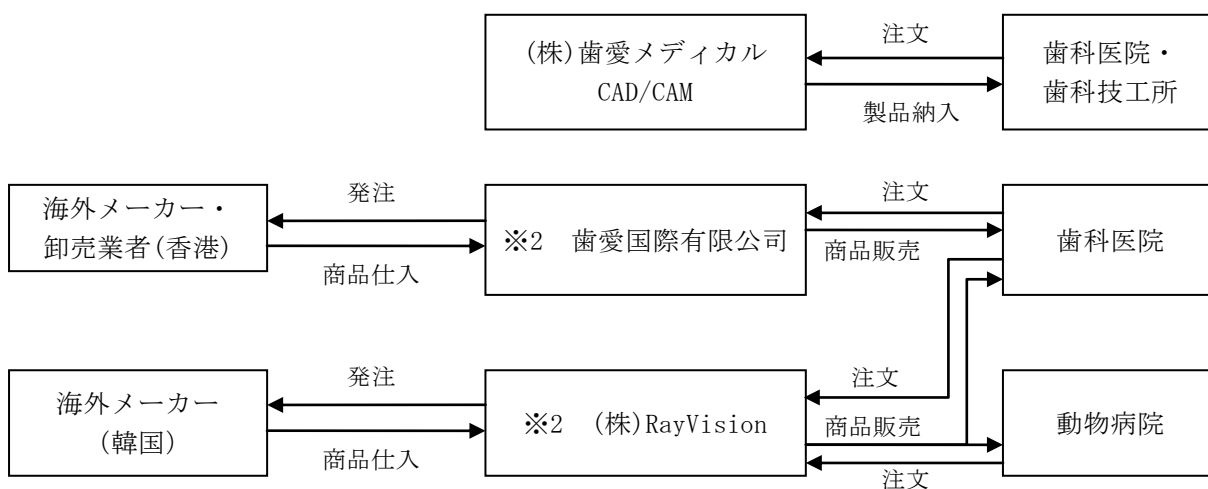 (株)歯愛メディカル
CAD/CAM
注文
製品納入
歯科医院・
歯科技工所
海外メーカー・
卸売業者(香港)
発注
商品仕入
※2 歯愛国際有限公司
注文
商品販売
歯科医院
海外メーカー
(韓国)
発注
商品仕入
※2 (株)RayVision
注文
商品販売
注文
動物病院